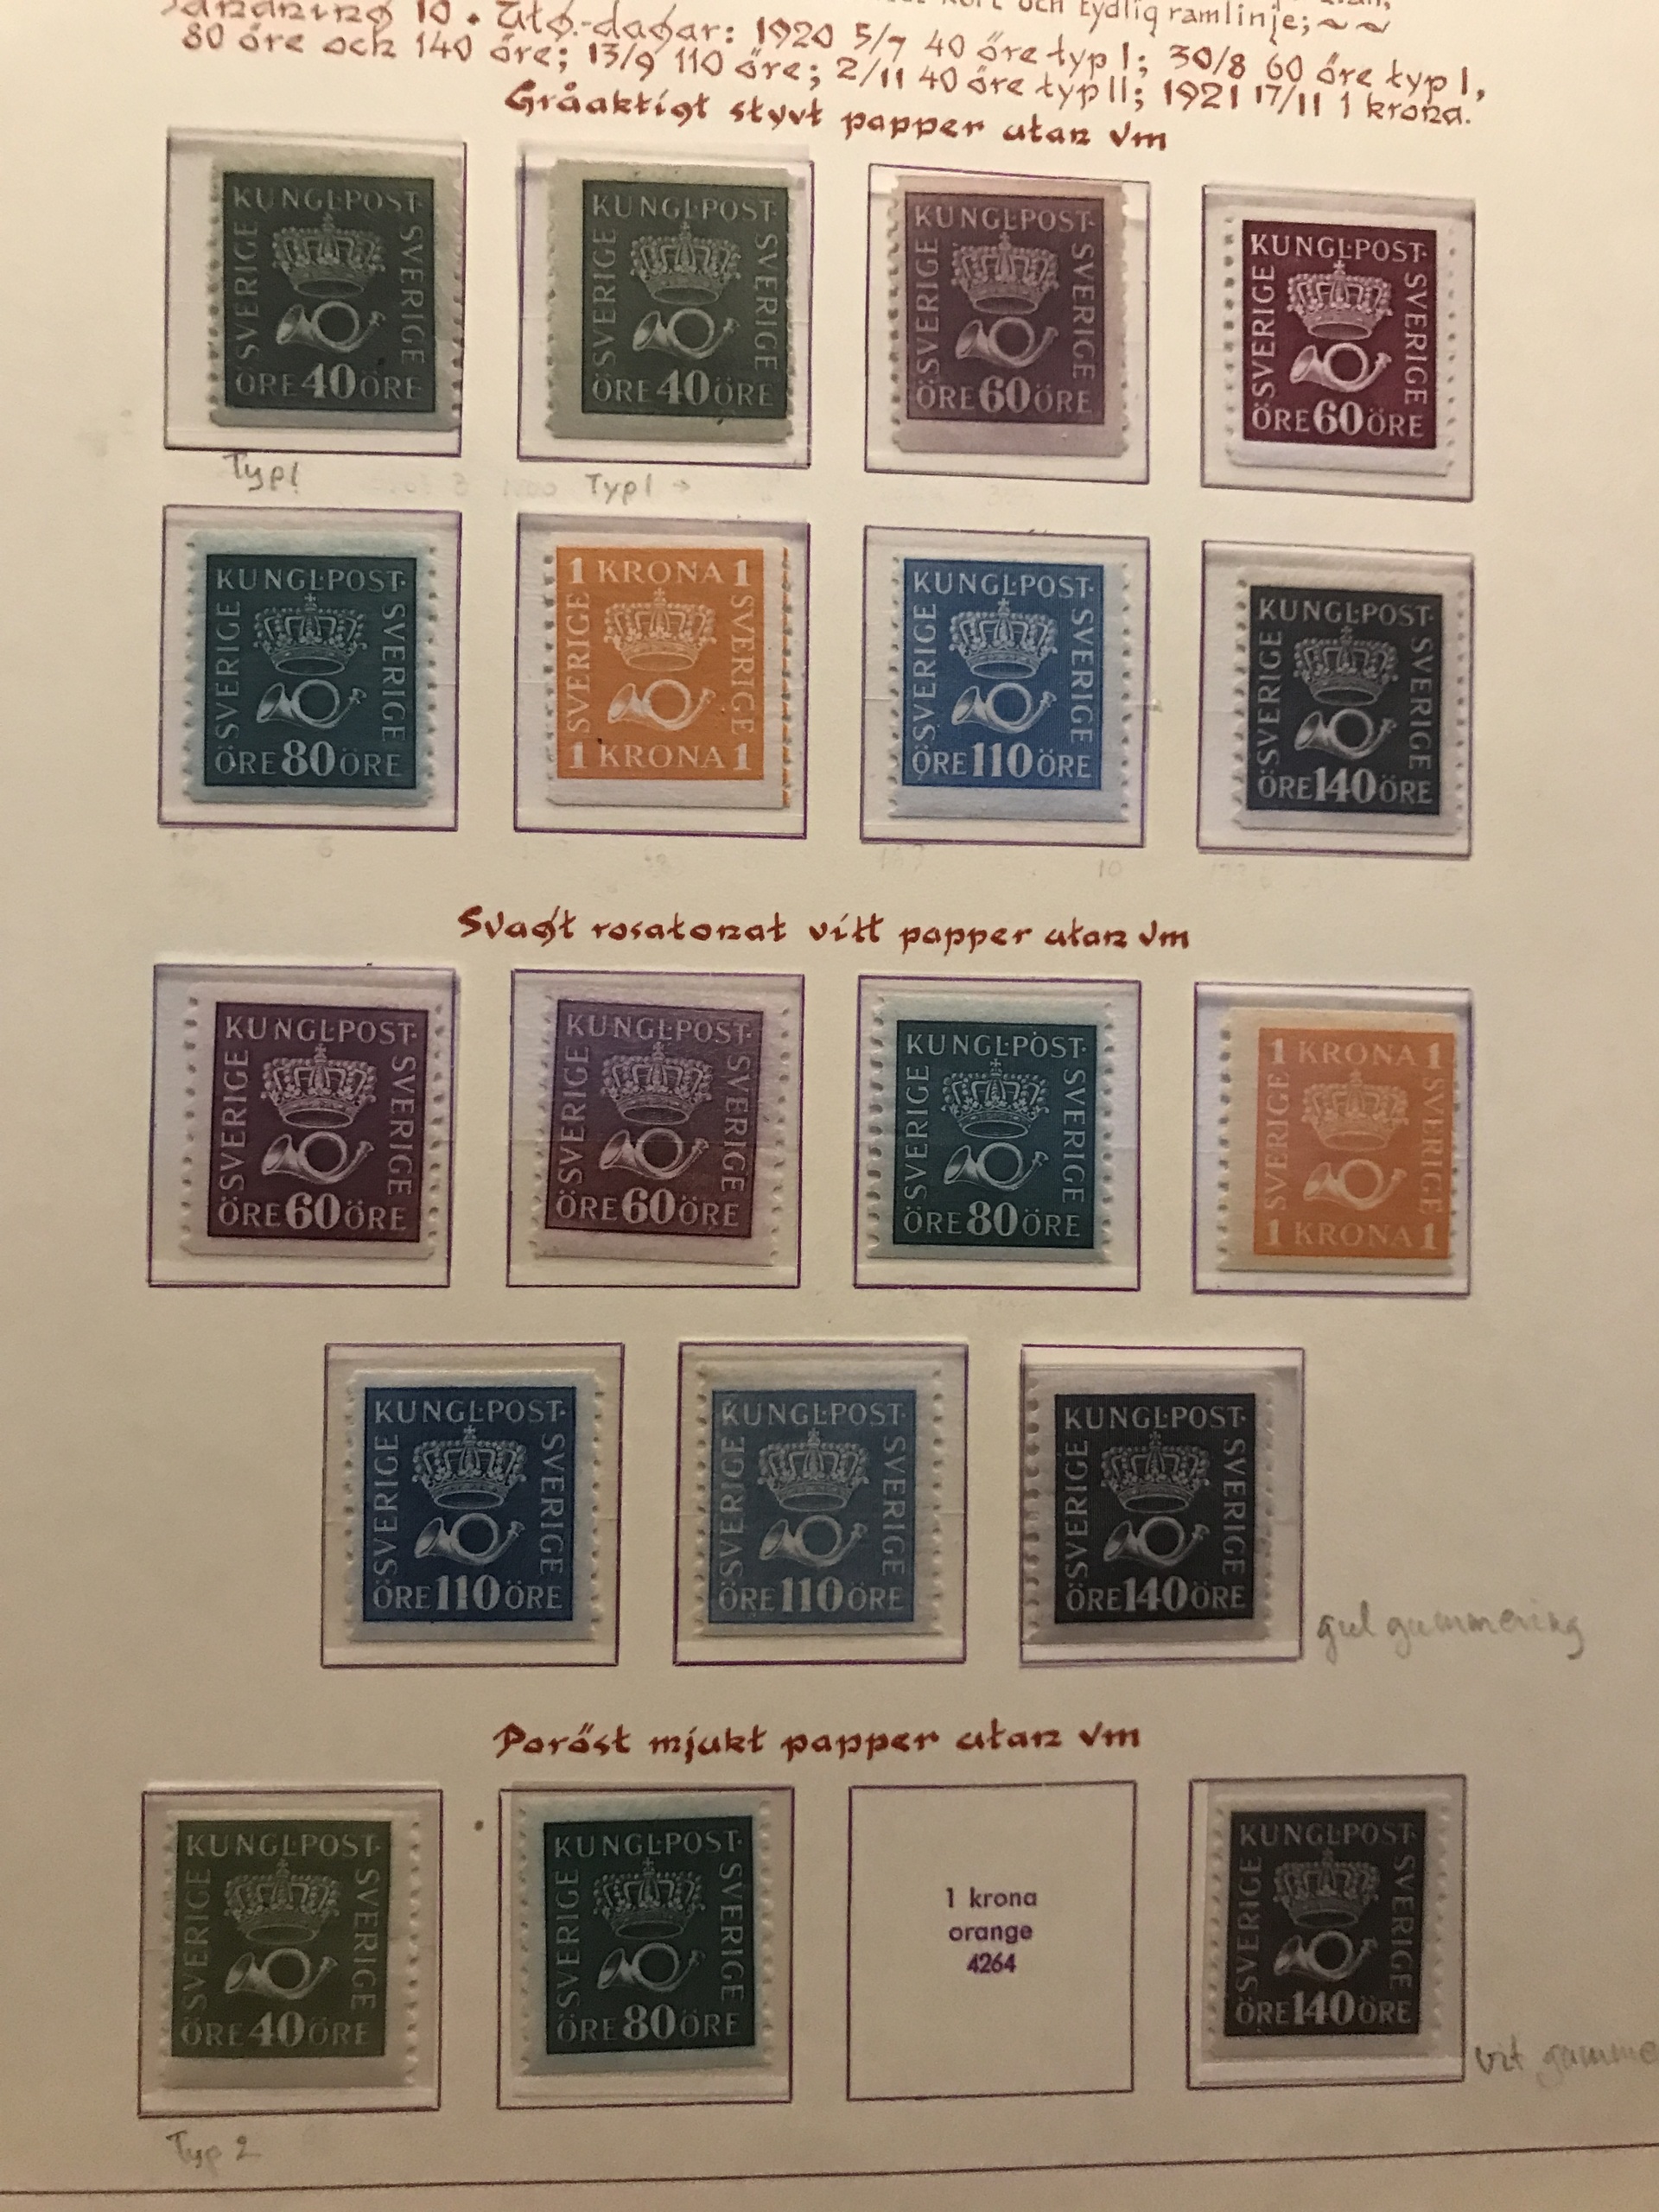 kort och tydlig ramlinje; ~ ~
Tandning 10. Utg.-dagar: 1920 5/7 40 öre typ I; 30/8 60 öre typ I,
80 öre och 140 öre; 13/9 110 öre; 2/11 40 öre typ II; 1921 17/11 1 krona.
Gråaktigt styvt papper utan vm
KUNGL·POST·
SVERIGE
SVERIGE
ÖRE 40 ÖRE
KUNGL·POST·
SVERIGE
SVERIGE
ÖRE 40 ÖRE
KUNGL·POST·
SVERIGE
SVERIGE
ÖRE 60 ÖRE
KUNGL·POST·
SVERIGE
SVERIGE
ÖRE 60 ÖRE
Typ1
Typ1 →
KUNGL·POST·
SVERIGE
SVERIGE
ÖRE 80 ÖRE
1 KRONA 1
SVERIGE
SVERIGE
1 KRONA 1
KUNGL·POST·
SVERIGE
SVERIGE
ÖRE 110 ÖRE
KUNGL·POST·
SVERIGE
SVERIGE
ÖRE 140 ÖRE
Svagt rosatonat vitt papper utan vm
KUNGL·POST·
SVERIGE
SVERIGE
ÖRE 60 ÖRE
KUNGL·POST·
SVERIGE
SVERIGE
ÖRE 60 ÖRE
KUNGL·POST·
SVERIGE
SVERIGE
ÖRE 80 ÖRE
1 KRONA 1
SVERIGE
SVERIGE
1 KRONA 1
KUNGL·POST·
SVERIGE
SVERIGE
ÖRE 110 ÖRE
KUNGL·POST·
SVERIGE
SVERIGE
ÖRE 110 ÖRE
KUNGL·POST·
SVERIGE
SVERIGE
ÖRE 140 ÖRE
gul gummering
Poröst mjukt papper utan vm
KUNGL·POST·
SVERIGE
SVERIGE
ÖRE 40 ÖRE
KUNGL·POST·
SVERIGE
SVERIGE
ÖRE 80 ÖRE
1 krona
orange
4264
KUNGL·POST·
SVERIGE
SVERIGE
ÖRE 140 ÖRE
vit gumme
Typ 2